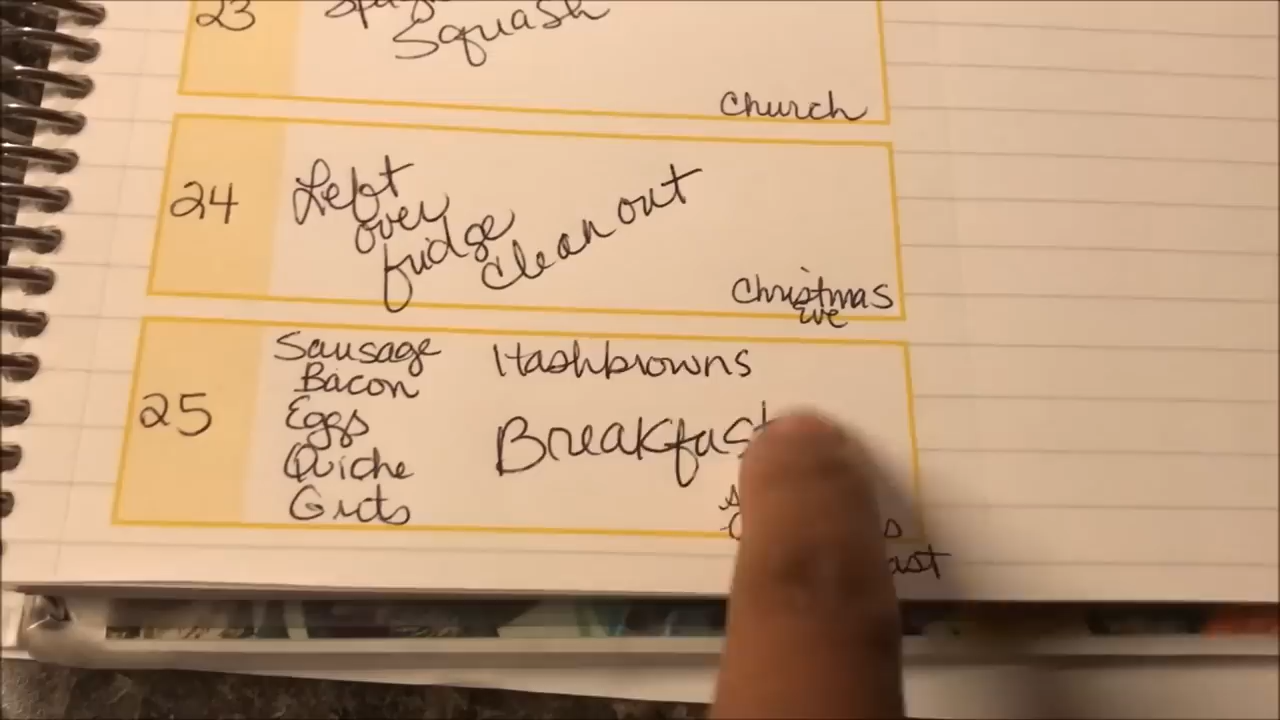 23
Squash
Church
24
Left
over
fridge
Clean out
Christmas
Eve
25
Sausage
Bacon
Eggs
Quiche
Grits
Hashbrowns
Breakfast